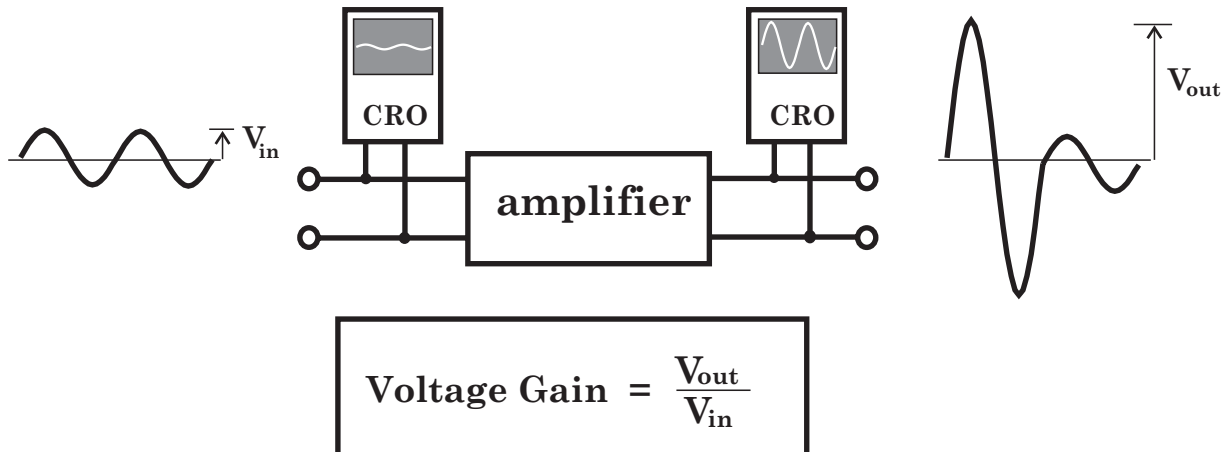 CRO
CRO
V_out
V_in
amplifier
Voltage Gain = V_out / V_in